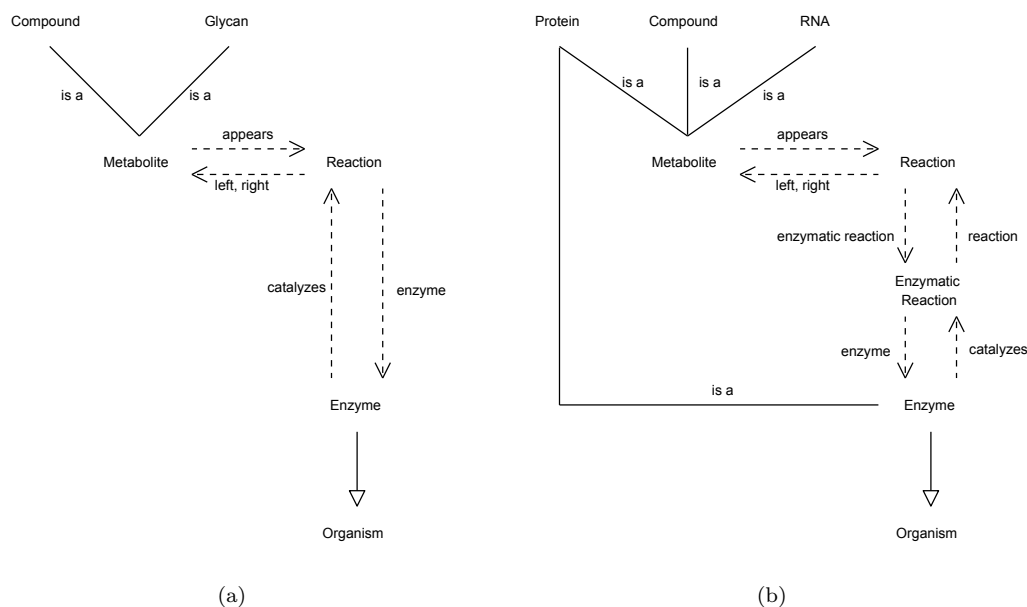 Compound
Glycan
is a
is a
Metabolite
appears
left, right
Reaction
catalyzes
enzyme
Enzyme
Organism
(a)
Protein
Compound
RNA
is a
is a
is a
Metabolite
appears
left, right
Reaction
enzymatic reaction
reaction
Enzymatic
Reaction
enzyme
catalyzes
is a
Enzyme
Organism
(b)